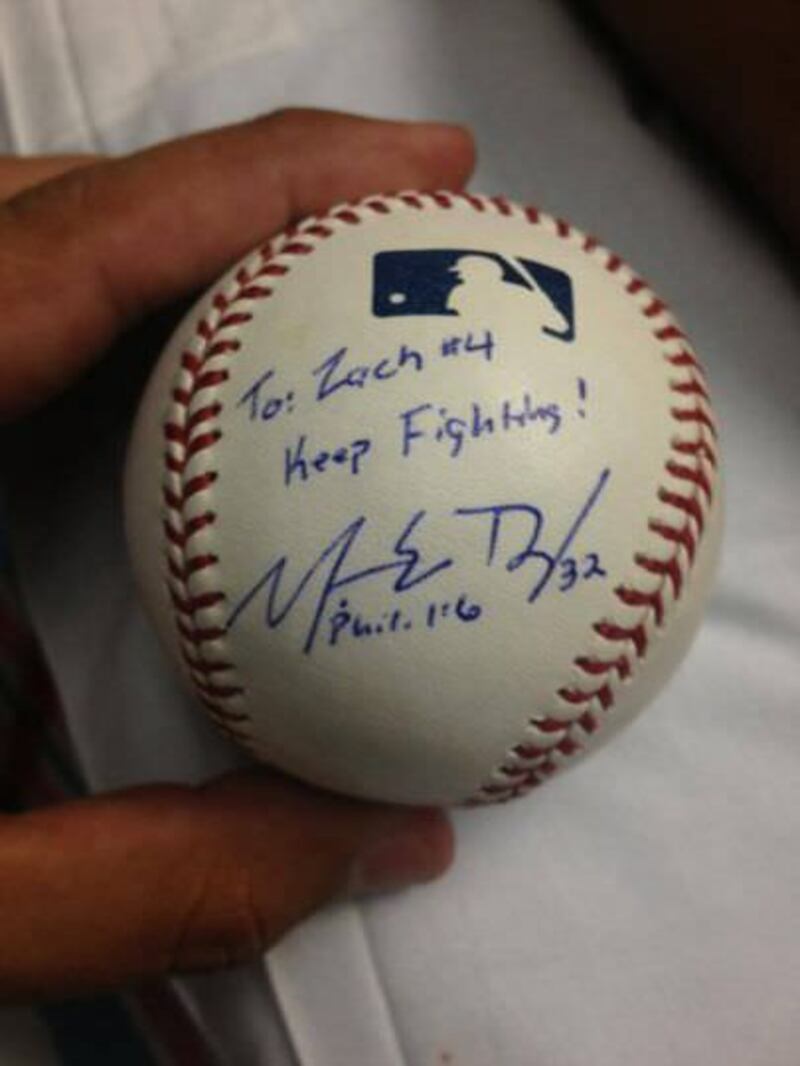 To: Zach #4
Keep Fighting!
32
Phil. 1:6